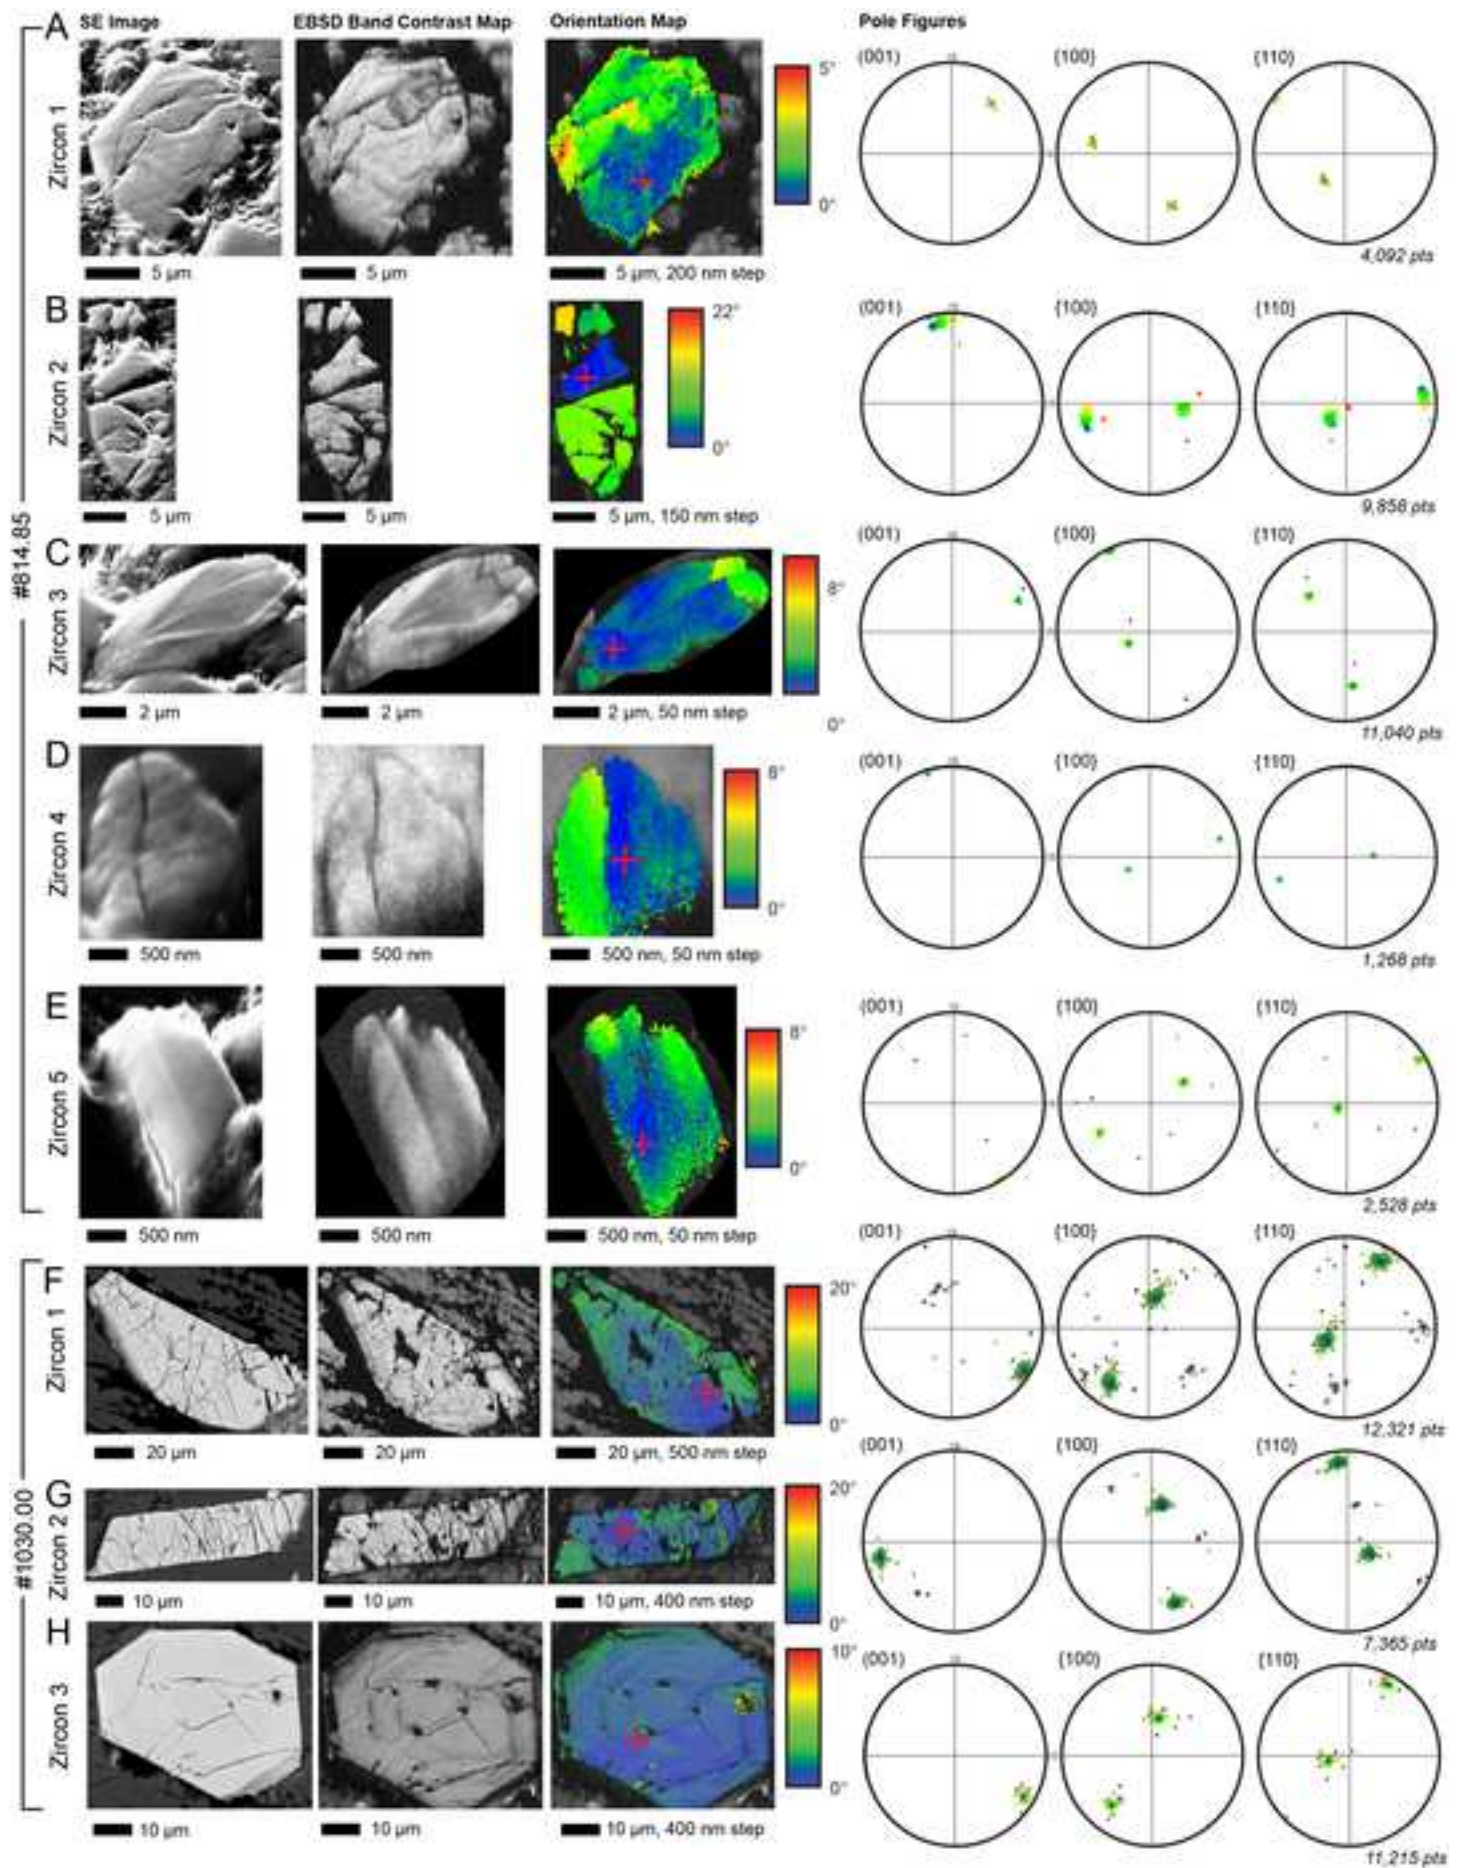 SE Image EBSD Band Contrast Map Orientation Map Pole Figures
#814.85
A
Zircon 1
5°
0°
(001) {100} {110}
5 µm 5 µm 5 µm, 200 nm step
4,092 pts
B
Zircon 2
22°
0°
(001) {100} {110}
5 µm 5 µm 5 µm, 150 nm step
9,858 pts
C
Zircon 3
8°
0°
(001) {100} {110}
2 µm 2 µm 2 µm, 50 nm step
11,040 pts
D
Zircon 4
8°
0°
(001) {100} {110}
500 nm 500 nm 500 nm, 50 nm step
1,268 pts
E
Zircon 5
8°
0°
(001) {100} {110}
500 nm 500 nm 500 nm, 50 nm step
2,528 pts
#1030.00
F
Zircon 1
20°
0°
(001) {100} {110}
20 µm 20 µm 20 µm, 500 nm step
12,321 pts
G
Zircon 2
20°
0°
(001) {100} {110}
10 µm 10 µm 10 µm, 400 nm step
7,365 pts
H
Zircon 3
10°
0°
(001) {100} {110}
10 µm 10 µm 10 µm, 400 nm step
11,215 pts